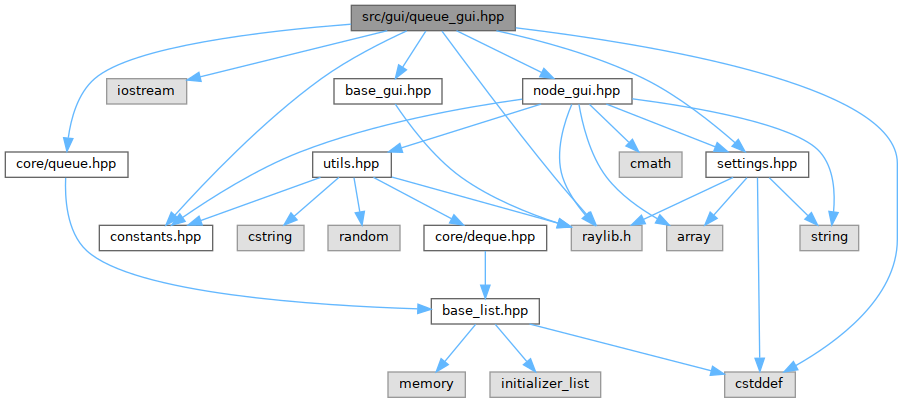 src/gui/queue_gui.hpp
iostream
base_gui.hpp
node_gui.hpp
core/queue.hpp
utils.hpp
cmath
settings.hpp
constants.hpp
cstring
random
core/deque.hpp
raylib.h
array
string
base_list.hpp
memory
initializer_list
cstddef